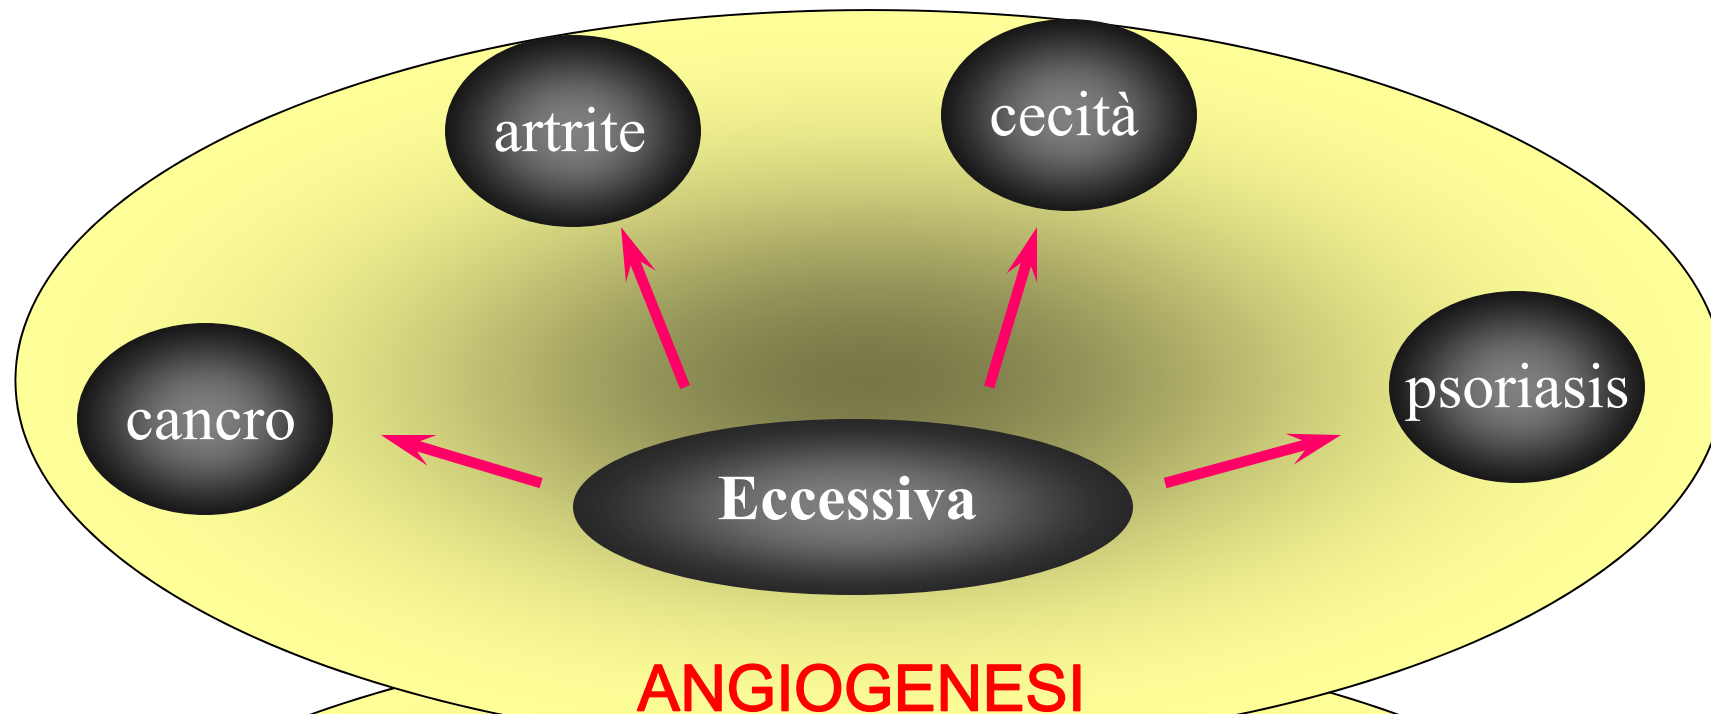 artrite
cecità
cancro
psoriasis
Eccessiva
ANGIOGENESI